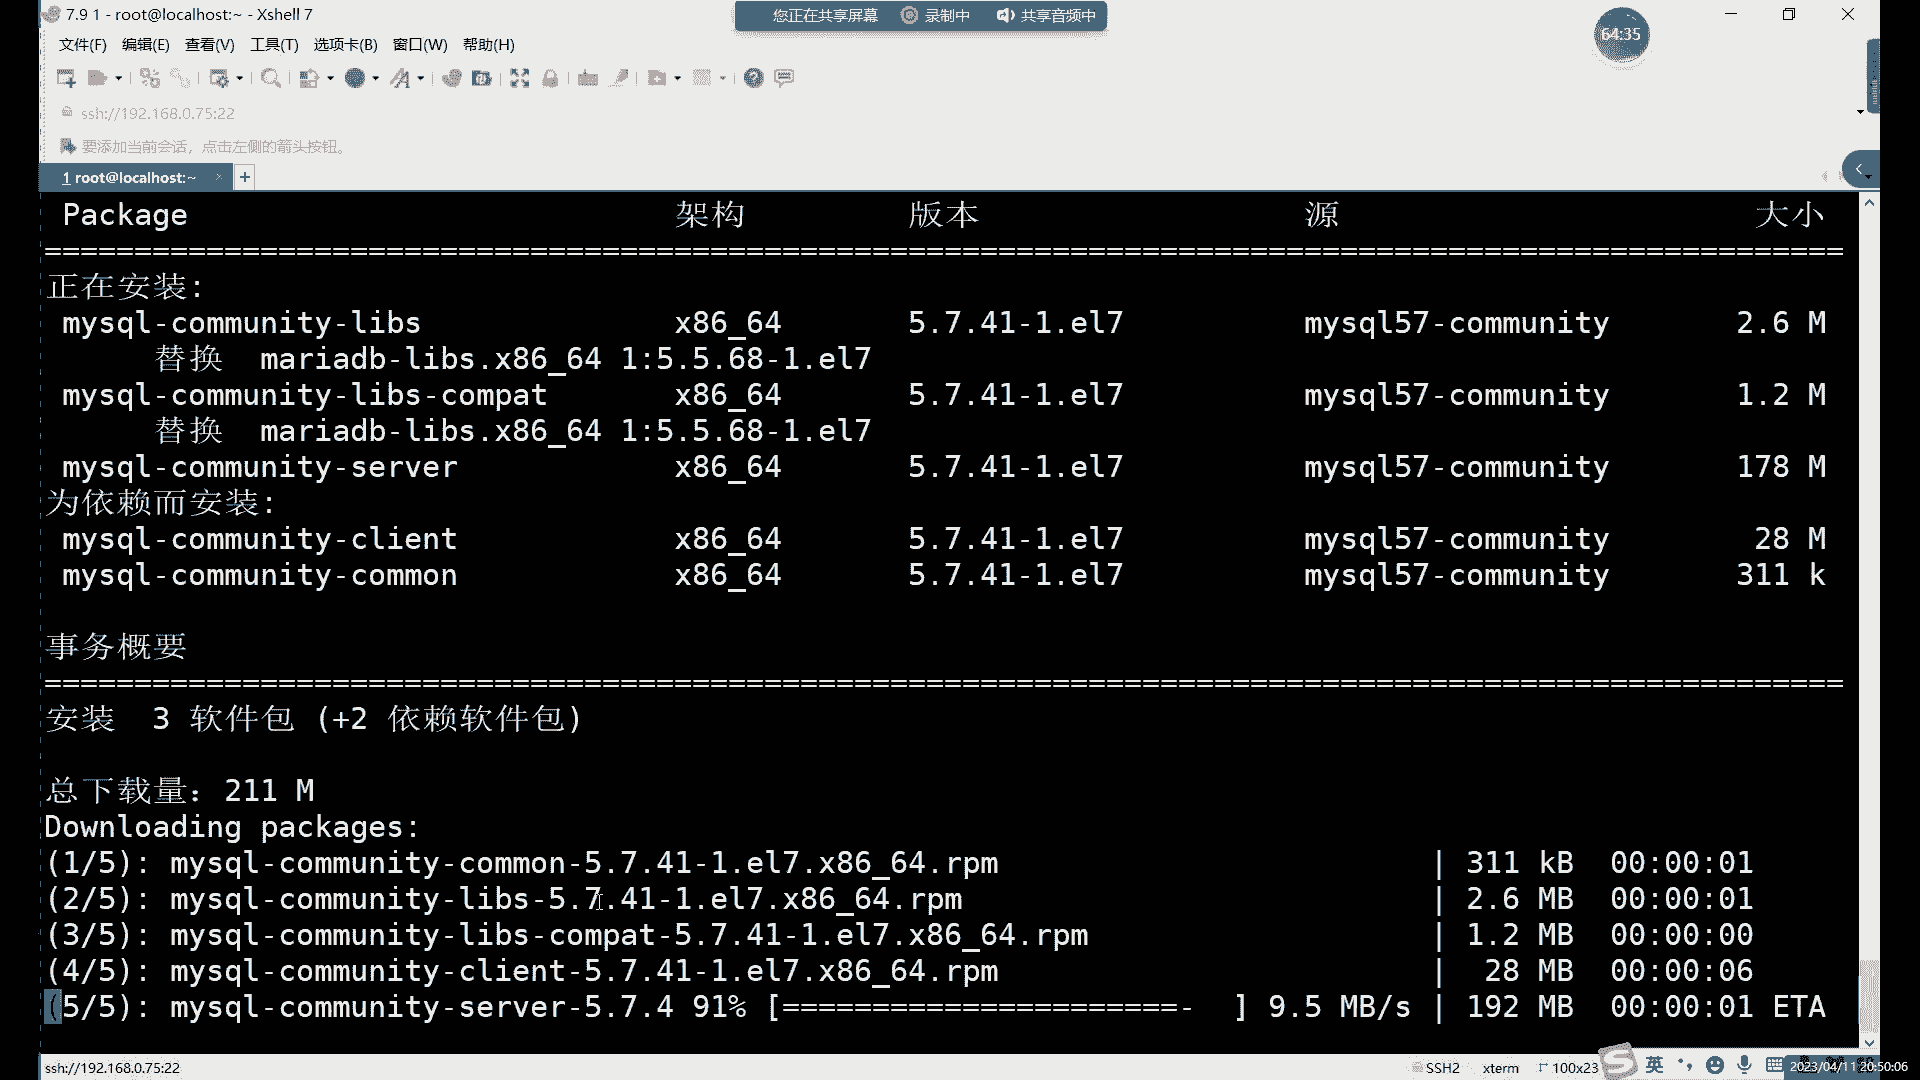 7.9 1 - root@localhost:~ - Xshell 7
您正在共享屏幕 录制中 共享音频中
64:35
文件(F) 编辑(E) 查看(V) 工具(T) 选项卡(B) 窗口(W) 帮助(H)
ssh://192.168.0.75:22
要添加当前会话，点击左侧的箭头按钮。
1 root@localhost:~ × +
Package 架构 版本 源 大小
====================================================================================================
正在安装:
mysql-community-libs x86_64 5.7.41-1.el7 mysql57-community 2.6 M
替换 mariadb-libs.x86_64 1:5.5.68-1.el7
mysql-community-libs-compat x86_64 5.7.41-1.el7 mysql57-community 1.2 M
替换 mariadb-libs.x86_64 1:5.5.68-1.el7
mysql-community-server x86_64 5.7.41-1.el7 mysql57-community 178 M
为依赖而安装:
mysql-community-client x86_64 5.7.41-1.el7 mysql57-community 28 M
mysql-community-common x86_64 5.7.41-1.el7 mysql57-community 311 k
事务概要
====================================================================================================
安装 3 软件包 (+2 依赖软件包)
总下载量：211 M
Downloading packages:
(1/5): mysql-community-common-5.7.41-1.el7.x86_64.rpm | 311 kB 00:00:01
(2/5): mysql-community-libs-5.7.41-1.el7.x86_64.rpm | 2.6 MB 00:00:01
(3/5): mysql-community-libs-compat-5.7.41-1.el7.x86_64.rpm | 1.2 MB 00:00:00
(4/5): mysql-community-client-5.7.41-1.el7.x86_64.rpm | 28 MB 00:00:06
(5/5): mysql-community-server-5.7.4 91% [======================- ] 9.5 MB/s | 192 MB 00:00:01 ETA
ssh://192.168.0.75:22 SSH2 xterm 100x23 英 2023/04/11 20:50:06